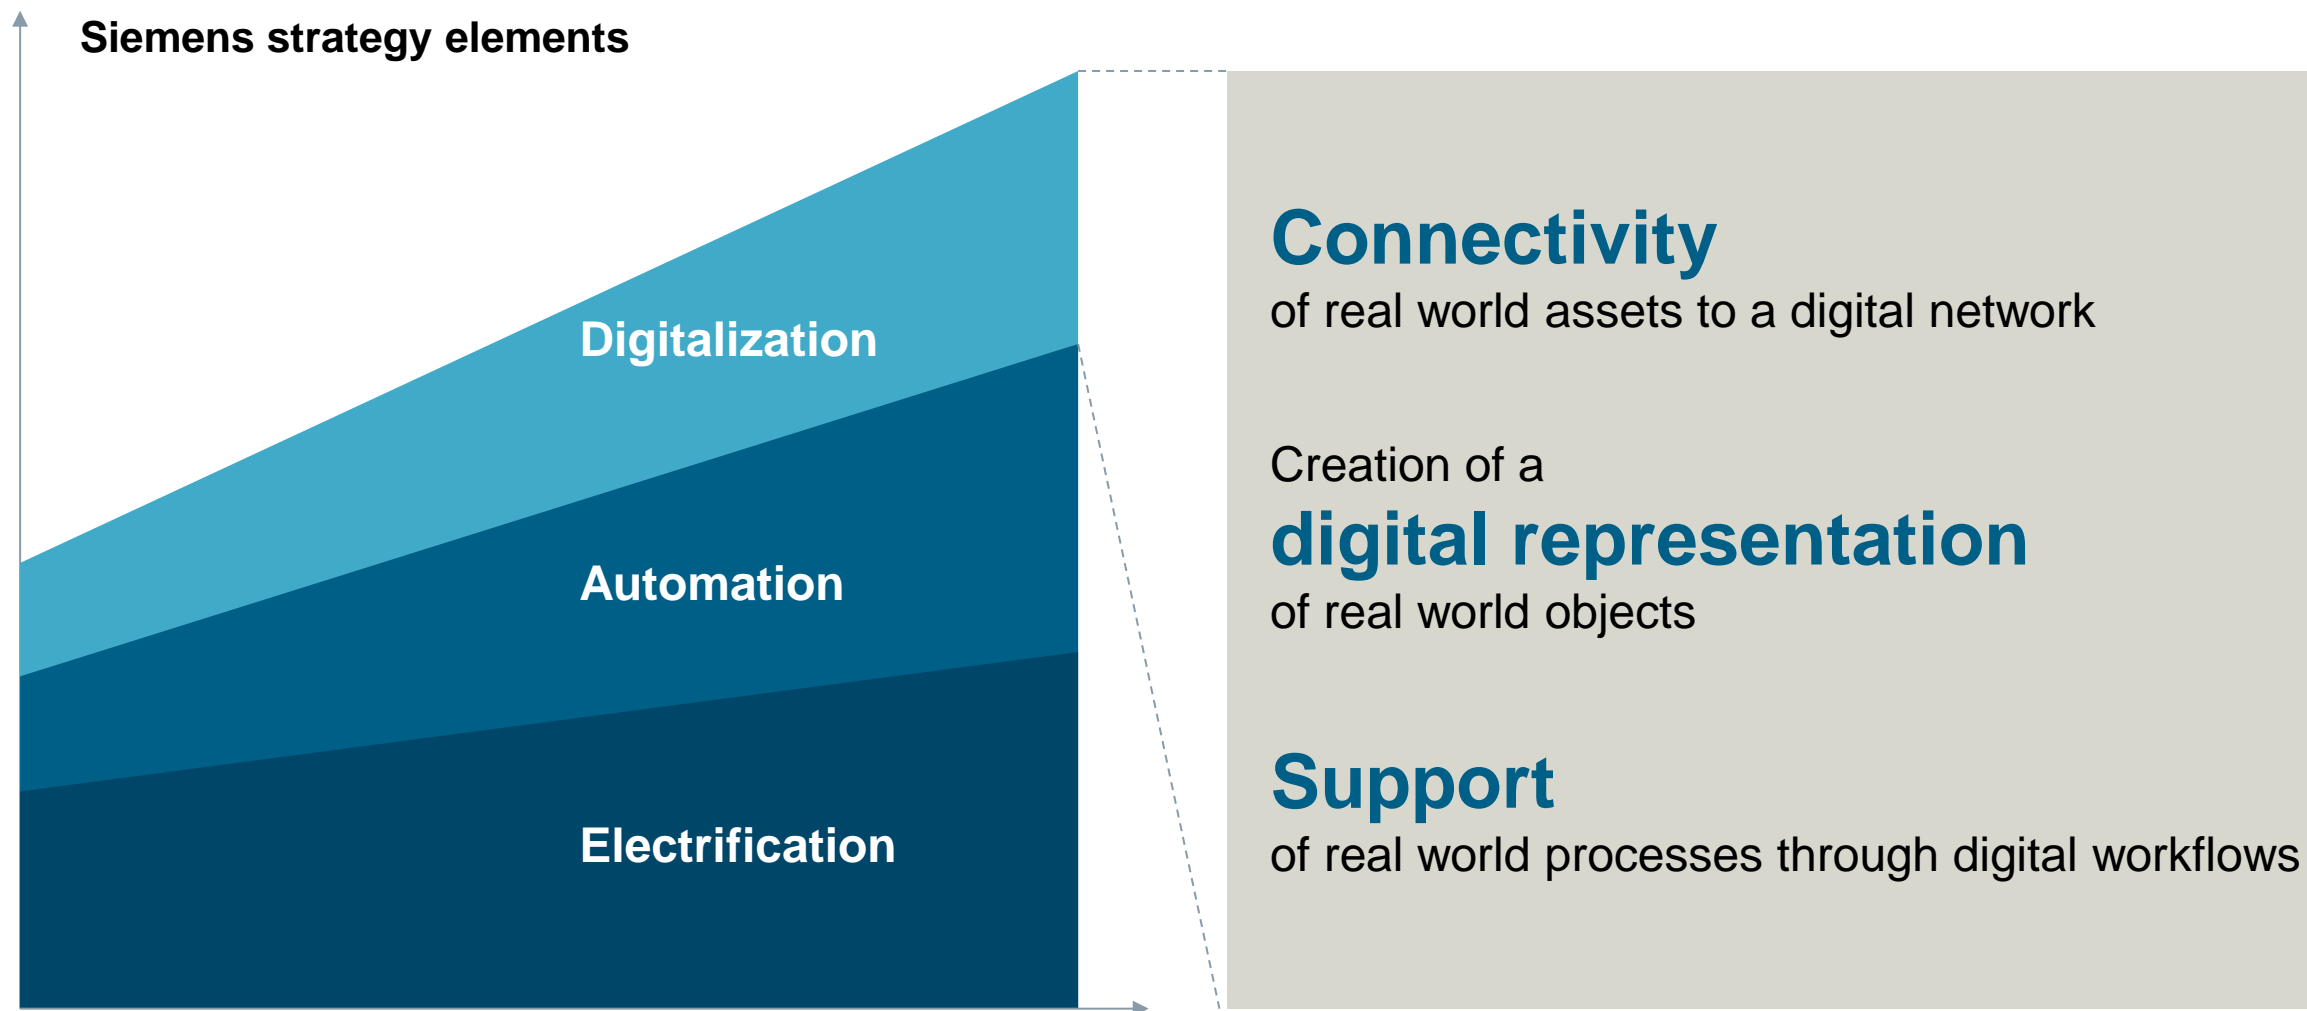 Siemens strategy elements
Digitalization
Automation
Electrification
Connectivity
of real world assets to a digital network
Creation of a
digital representation
of real world objects
Support
of real world processes through digital workflows